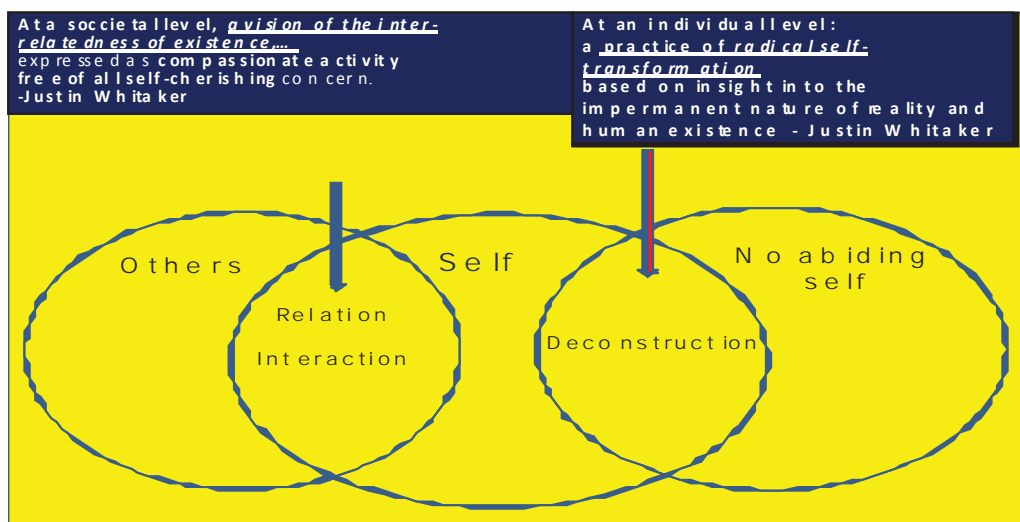 At a soccietal level, a vision of the inter-
relatedness of existence,...
expressed as compassionate activity
free of all self-cherishing concern.
-Justin Whitaker
At an individual level:
a practice of radical self-
transformation
based on insight into the
impermanent nature of reality and
human existence - Justin Whitaker
Others
Self
No abiding
self
Relation
Interaction
Deconstruction